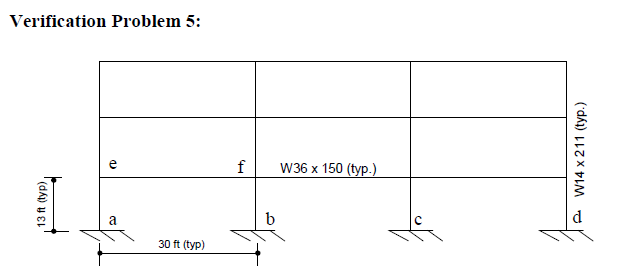 Verification Problem 5:
W14 x 211 (typ.)
e
f
W36 x 150 (typ.)
13 ft (typ)
a
b
c
d
30 ft (typ)